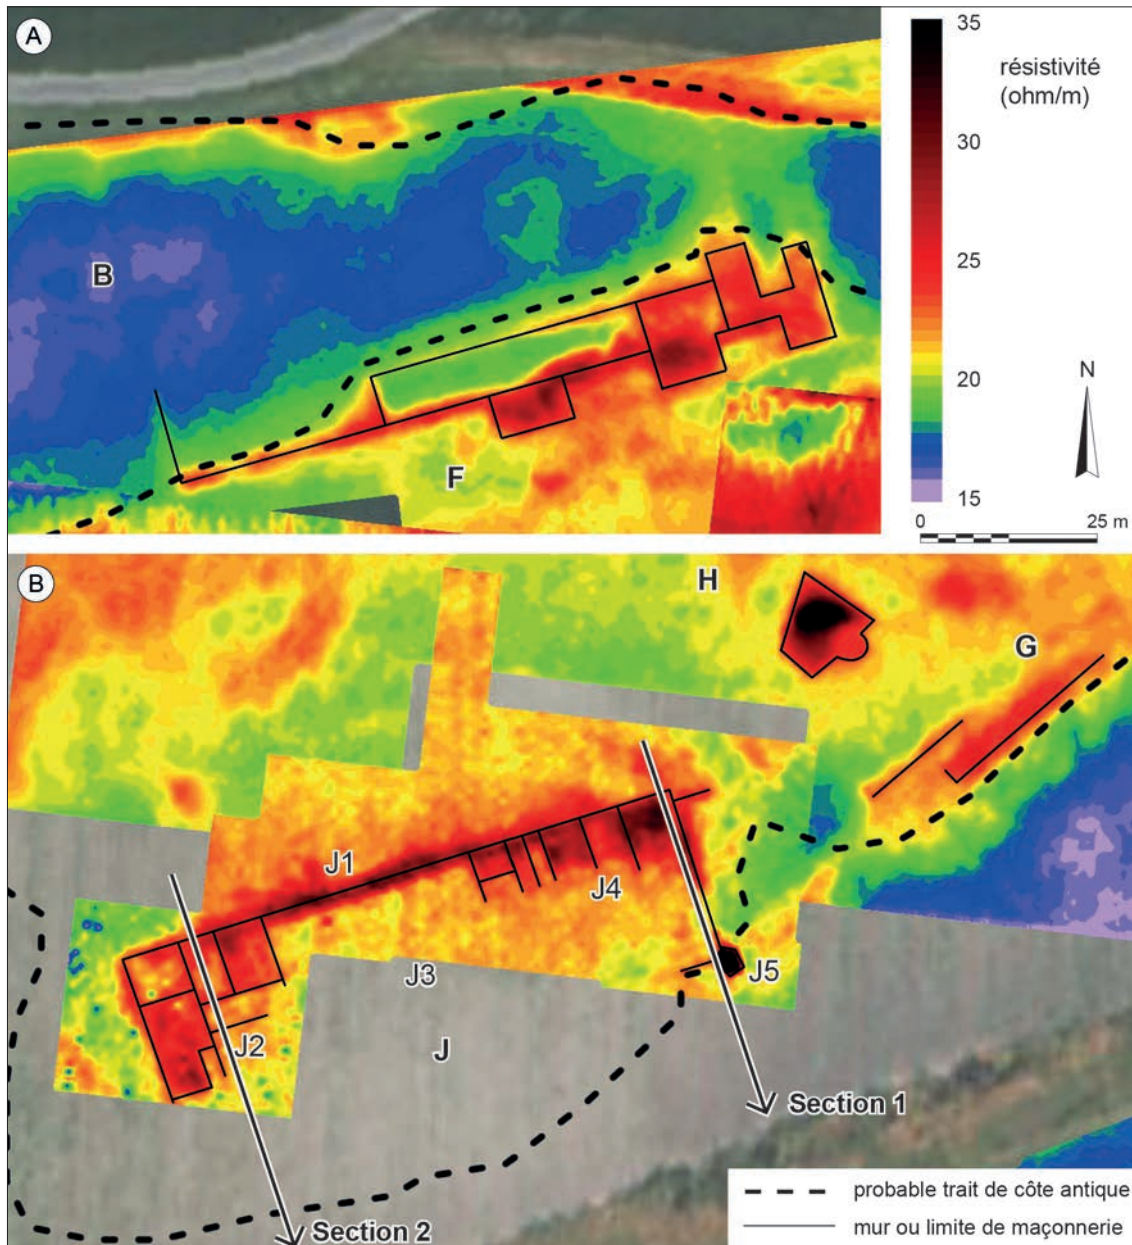 A
35
résistivité
(ohm/m)
30
B
25
N
20
F
15
0
25 m
B
H
G
J1
J4
J3
J5
J
J2
Section 1
Section 2
probable trait de côte antique
mur ou limite de maçonnerie